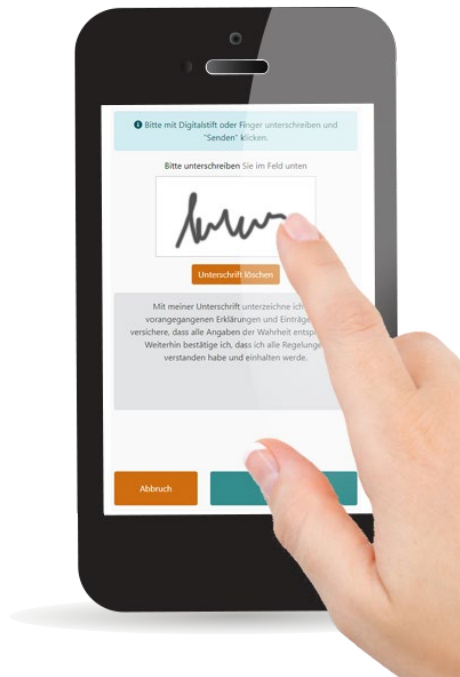 Bitte mit Digitalstift oder Finger unterschreiben und
"Senden" klicken.
Bitte unterschreiben Sie im Feld unten
Unterschrift löschen
Mit meiner Unterschrift unterzeichne ich
vorangegangenen Erklärungen und Einträge
versichere, dass alle Angaben der Wahrheit
Weiterhin bestätige ich, dass ich alle Regelungen
verstanden habe und einhalten werde.
Abbruch